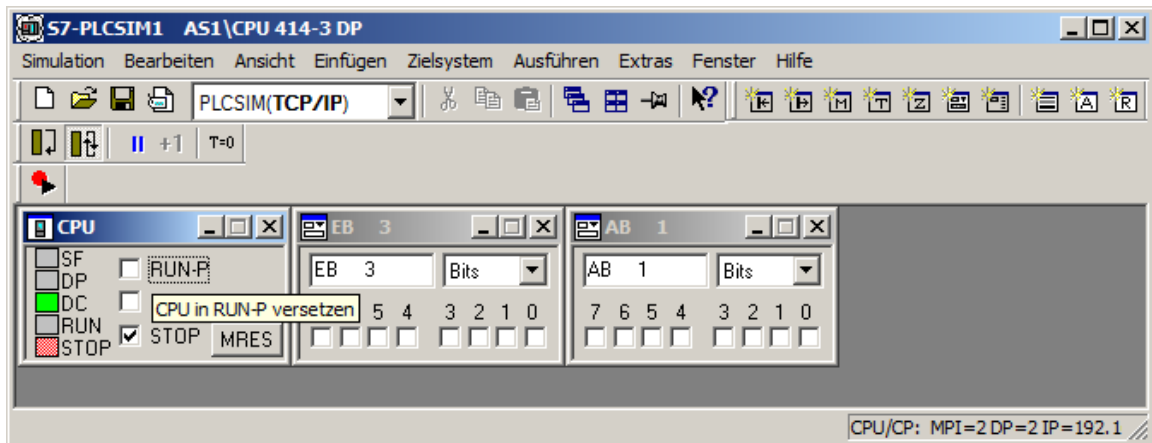 S7-PLCSIM1 AS1\CPU 414-3 DP
Simulation Bearbeiten Ansicht Einfügen Zielsystem Ausführen Extras Fenster Hilfe
PLCSIM(TCP/IP)
+1 T=0
CPU
SF
DP
DC
RUN
STOP
RUN-P
CPU in RUN-P versetzen
STOP
MRES
EB 3
EB 3 Bits
5 4 3 2 1 0
AB 1
AB 1 Bits
7 6 5 4 3 2 1 0
CPU/CP: MPI=2 DP=2 IP=192.1